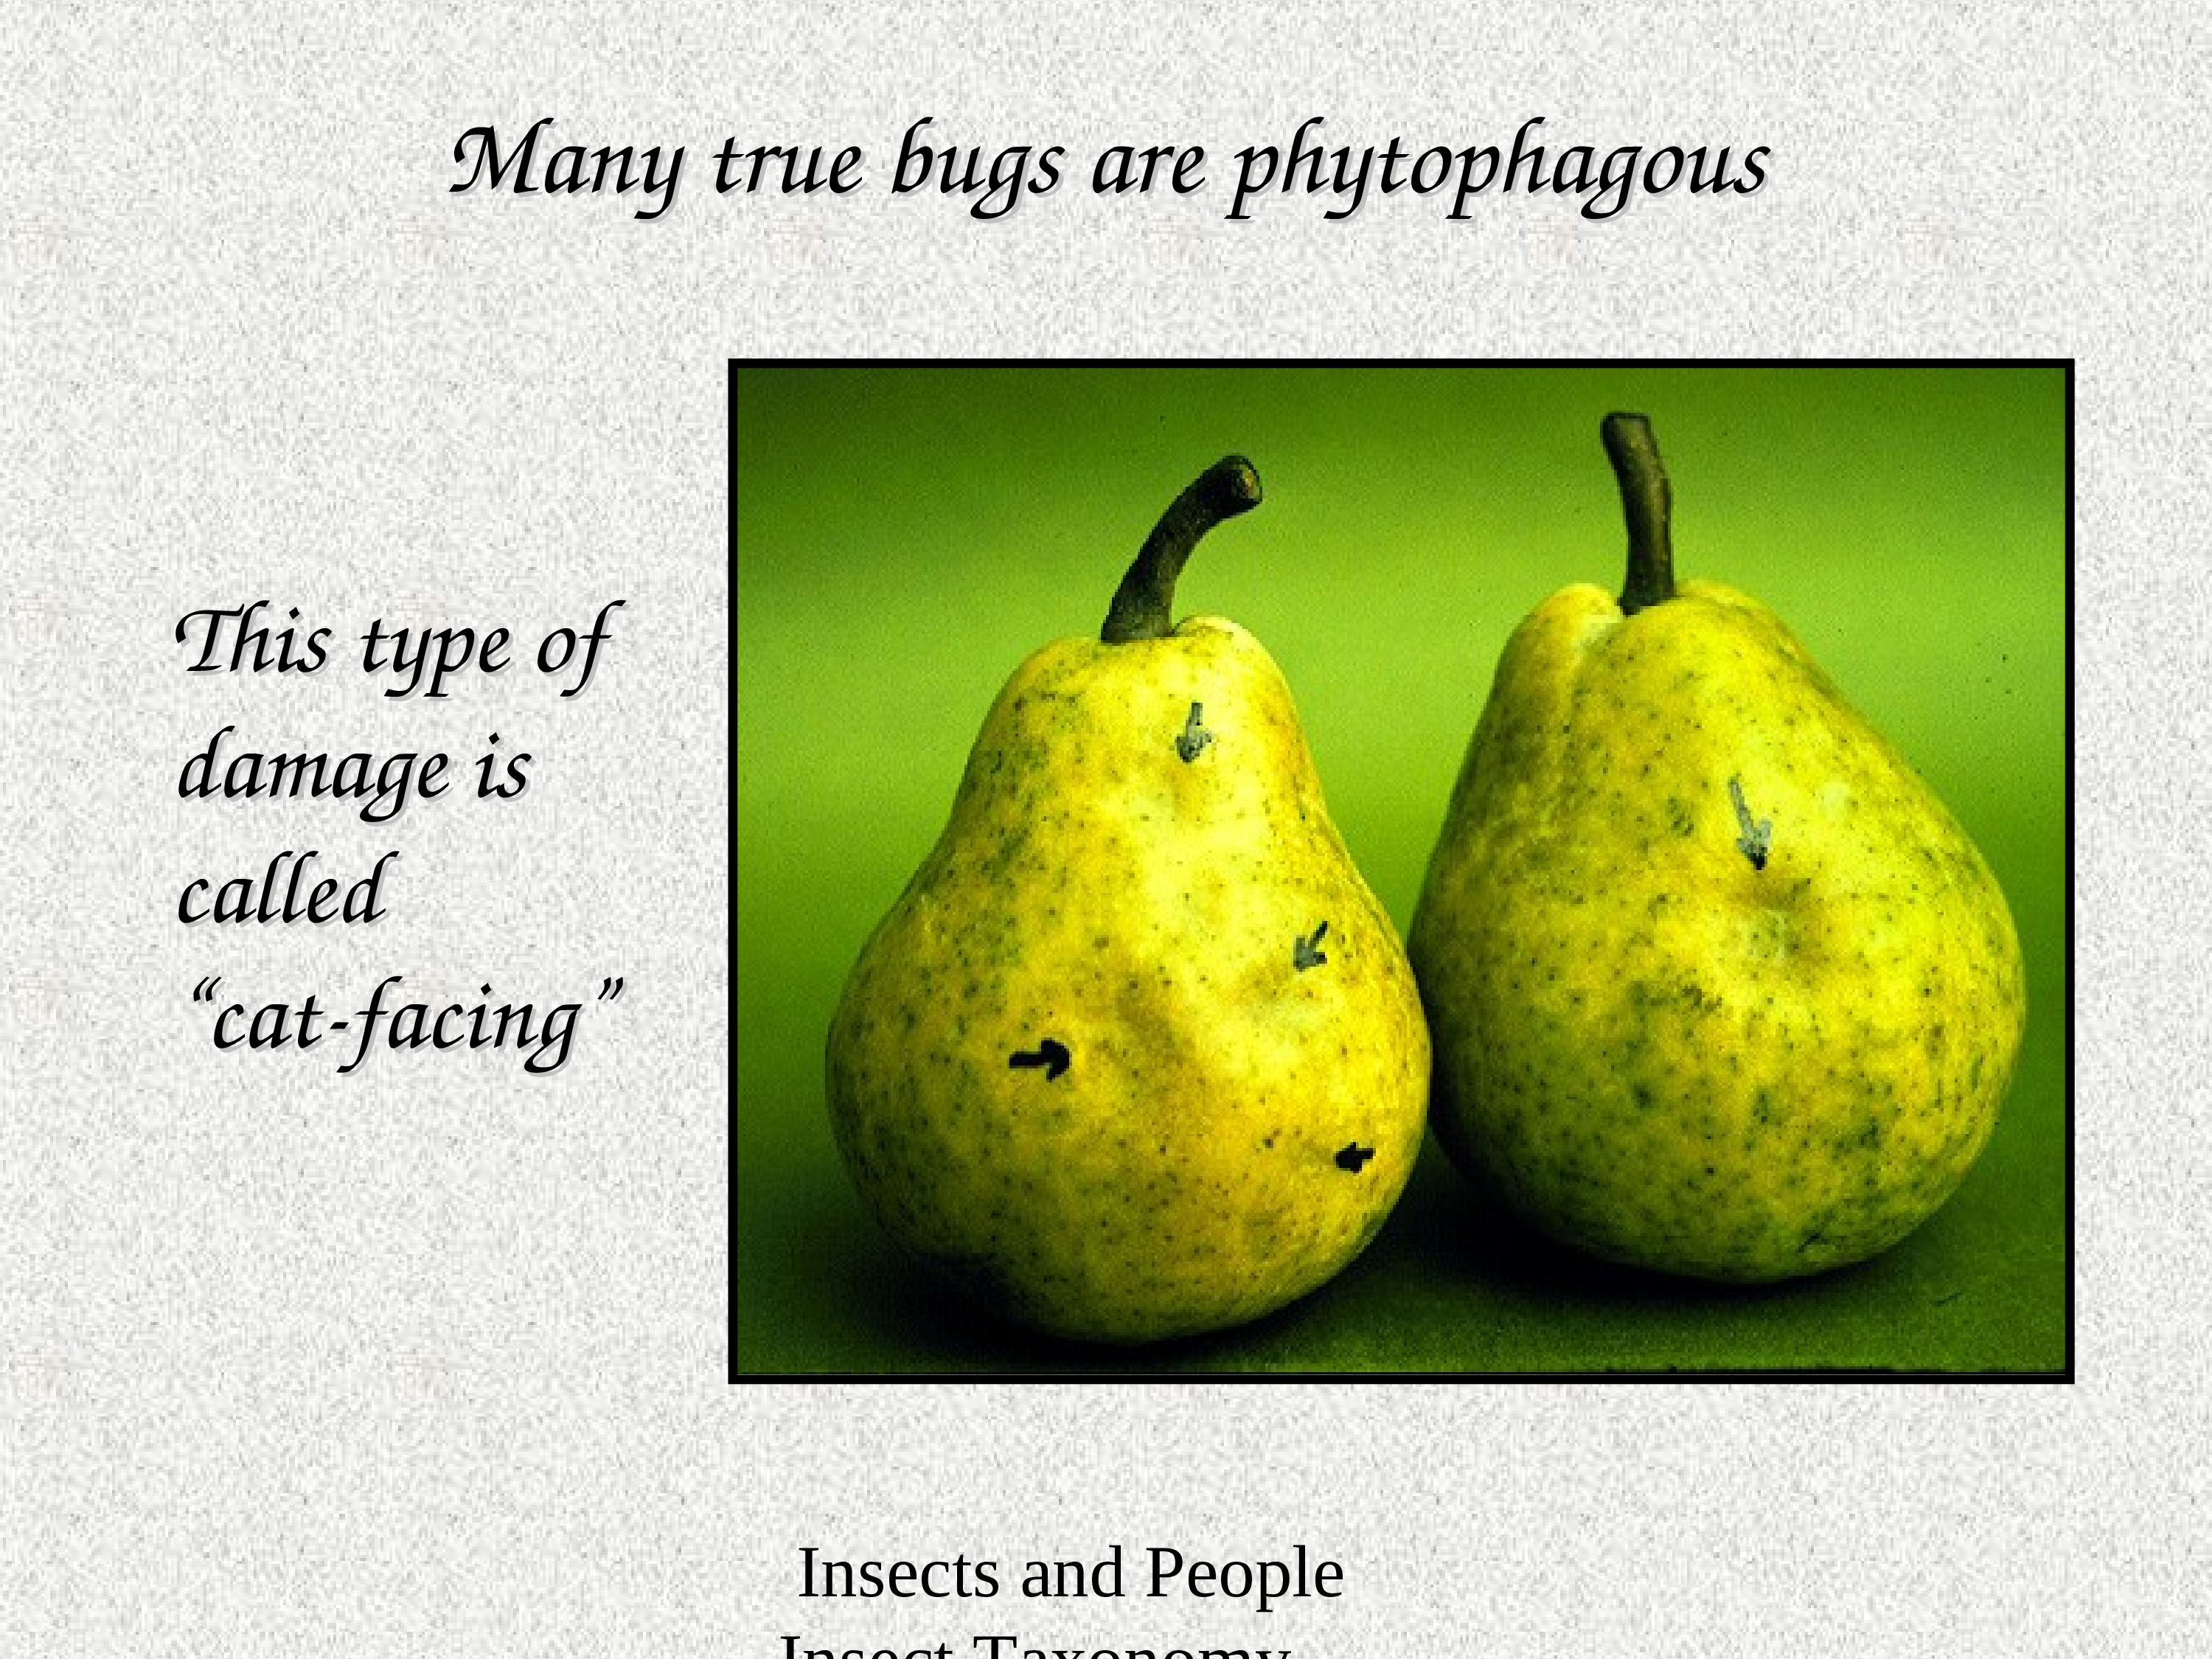 Many true bugs are phytophagous
This type of
damage is
called
“cat-facing”
Insects and People
Insect Taxonomy